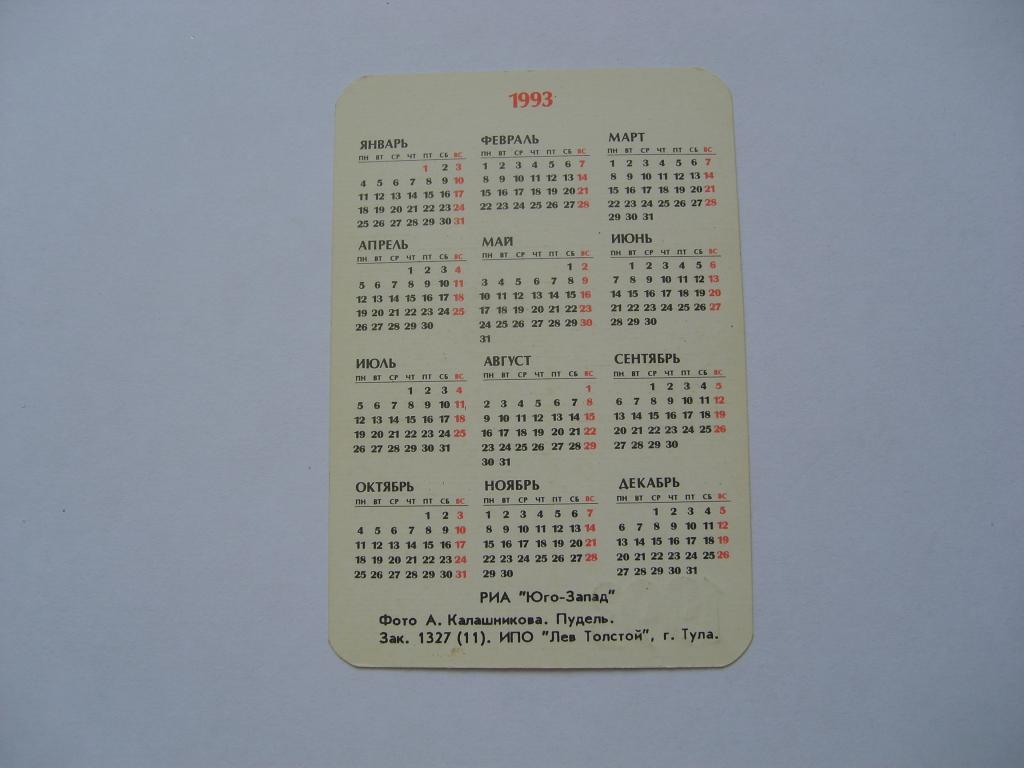 1993
ЯНВАРЬ
ПН ВТ СР ЧТ ПТ СБ ВС
1 2 3
4 5 6 7 8 9 10
11 12 13 14 15 16 17
18 19 20 21 22 23 24
25 26 27 28 29 30 31
ФЕВРАЛЬ
ПН ВТ СР ЧТ ПТ СБ ВС
1 2 3 4 5 6 7
8 9 10 11 12 13 14
15 16 17 18 19 20 21
22 23 24 25 26 27 28
МАРТ
ПН ВТ СР ЧТ ПТ СБ ВС
1 2 3 4 5 6 7
8 9 10 11 12 13 14
15 16 17 18 19 20 21
22 23 24 25 26 27 28
29 30 31
АПРЕЛЬ
ПН ВТ СР ЧТ ПТ СБ ВС
1 2 3 4
5 6 7 8 9 10 11
12 13 14 15 16 17 18
19 20 21 22 23 24 25
26 27 28 29 30
МАЙ
ПН ВТ СР ЧТ ПТ СБ ВС
1 2
3 4 5 6 7 8 9
10 11 12 13 14 15 16
17 18 19 20 21 22 23
24 25 26 27 28 29 30
31
ИЮНЬ
ПН ВТ СР ЧТ ПТ СБ ВС
1 2 3 4 5 6
7 8 9 10 11 12 13
14 15 16 17 18 19 20
21 22 23 24 25 26 27
28 29 30
ИЮЛЬ
ПН ВТ СР ЧТ ПТ СБ ВС
1 2 3 4
5 6 7 8 9 10 11
12 13 14 15 16 17 18
19 20 21 22 23 24 25
26 27 28 29 30 31
АВГУСТ
ПН ВТ СР ЧТ ПТ СБ ВС
1
2 3 4 5 6 7 8
9 10 11 12 13 14 15
16 17 18 19 20 21 22
23 24 25 26 27 28 29
30 31
СЕНТЯБРЬ
ПН ВТ СР ЧТ ПТ СБ ВС
1 2 3 4 5
6 7 8 9 10 11 12
13 14 15 16 17 18 19
20 21 22 23 24 25 26
27 28 29 30
ОКТЯБРЬ
ПН ВТ СР ЧТ ПТ СБ ВС
1 2 3
4 5 6 7 8 9 10
11 12 13 14 15 16 17
18 19 20 21 22 23 24
25 26 27 28 29 30 31
НОЯБРЬ
ПН ВТ СР ЧТ ПТ СБ ВС
1 2 3 4 5 6 7
8 9 10 11 12 13 14
15 16 17 18 19 20 21
22 23 24 25 26 27 28
29 30
ДЕКАБРЬ
ПН ВТ СР ЧТ ПТ СБ ВС
1 2 3 4 5
6 7 8 9 10 11 12
13 14 15 16 17 18 19
20 21 22 23 24 25 26
27 28 29 30 31
РИА "Юго-Запад"
Фото А. Калашникова. Пудель.
Зак. 1327 (11). ИПО "Лев Толстой", г. Тула.